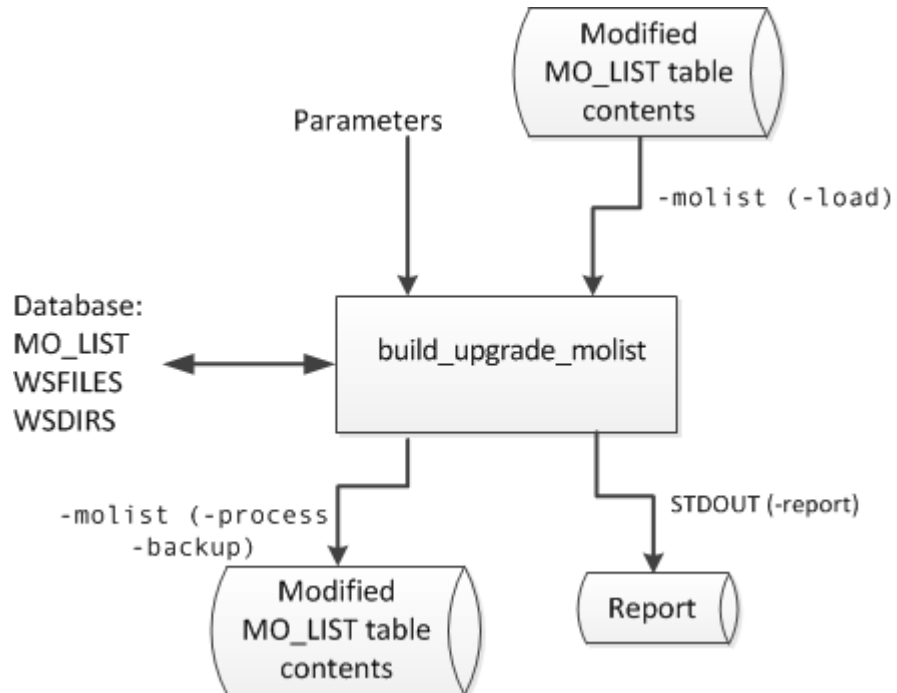 Modified
MO_LIST table
contents
Parameters
-molist (-load)
Database:
MO_LIST
WSFILES
WSDIRS
build_upgrade_molist
-molist (-process
-backup)
STDOUT (-report)
Modified
MO_LIST table
contents
Report